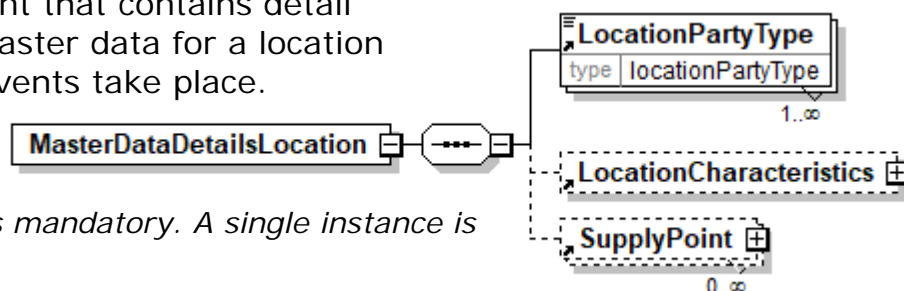 nt that contains detail
aster data for a location
vents take place.
LocationPartyType
type locationPartyType
1..∞
MasterDataDetailsLocation
LocationCharacteristics
s mandatory. A single instance is
SupplyPoint
0..∞